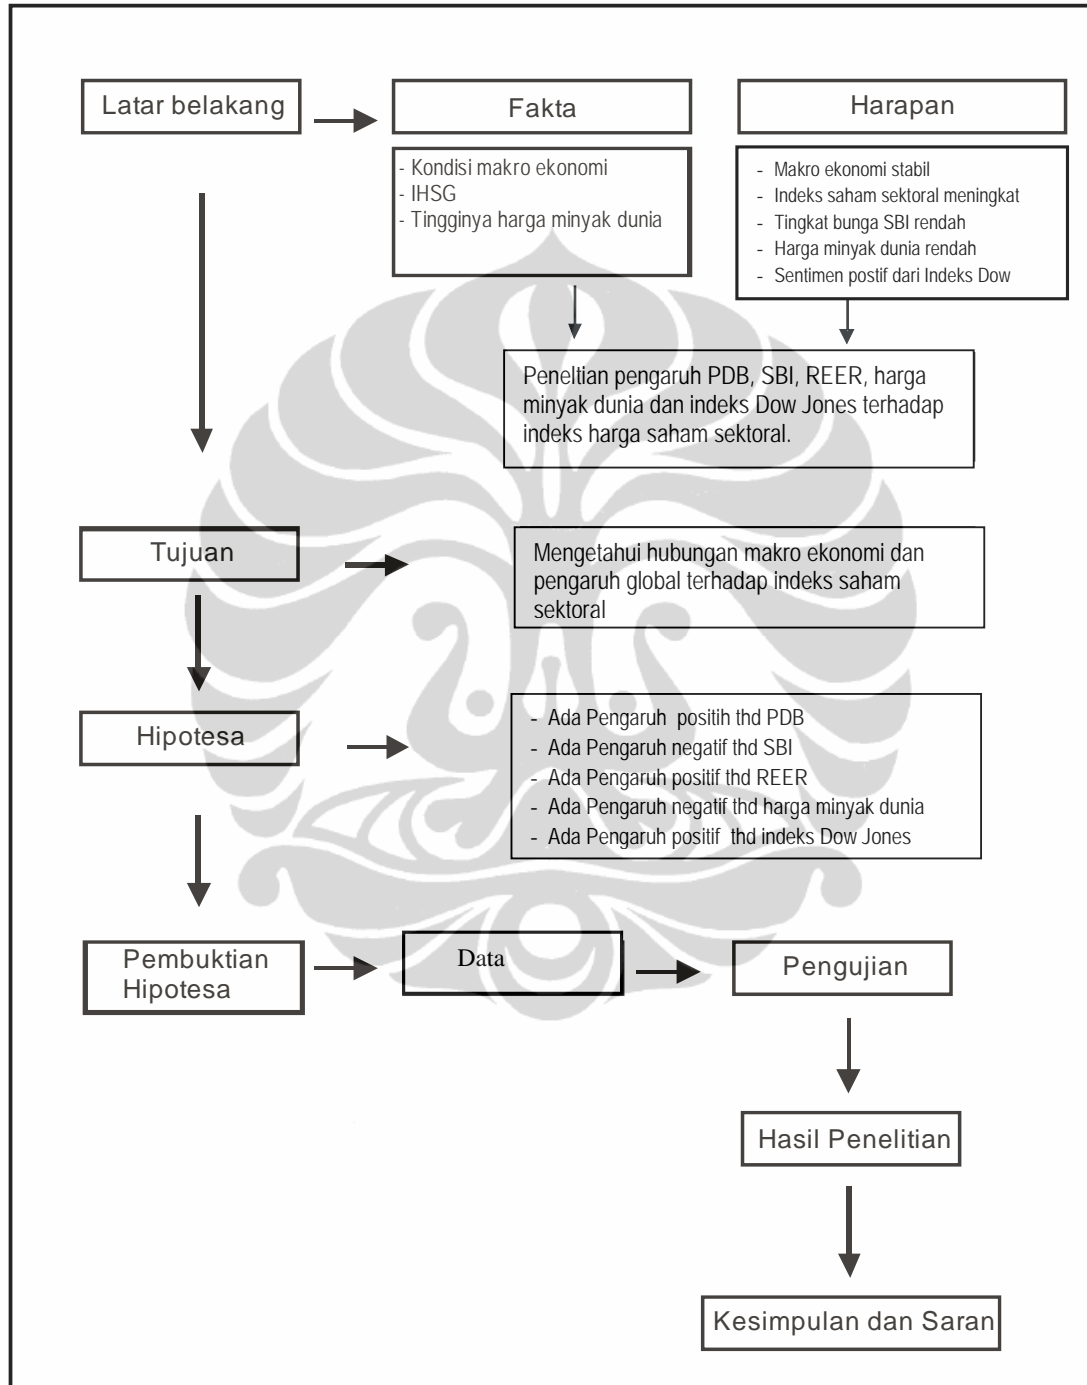 Latar belakang
Fakta
Harapan
- Kondisi makro ekonomi
- IHSG
- Tingginya harga minyak dunia
- Makro ekonomi stabil
- Indeks saham sektoral meningkat
- Tingkat bunga SBI rendah
- Harga minyak dunia rendah
- Sentimen postif dari Indeks Dow
Peneltian pengaruh PDB, SBI, REER, harga
minyak dunia dan indeks Dow Jones terhadap
indeks harga saham sektoral.
Tujuan
Mengetahui hubungan makro ekonomi dan
pengaruh global terhadap indeks saham
sektoral
Hipotesa
- Ada Pengaruh positih thd PDB
- Ada Pengaruh negatif thd SBI
- Ada Pengaruh positif thd REER
- Ada Pengaruh negatif thd harga minyak dunia
- Ada Pengaruh positif thd indeks Dow Jones
Pembuktian
Hipotesa
Data
Pengujian
Hasil Penelitian
Kesimpulan dan Saran